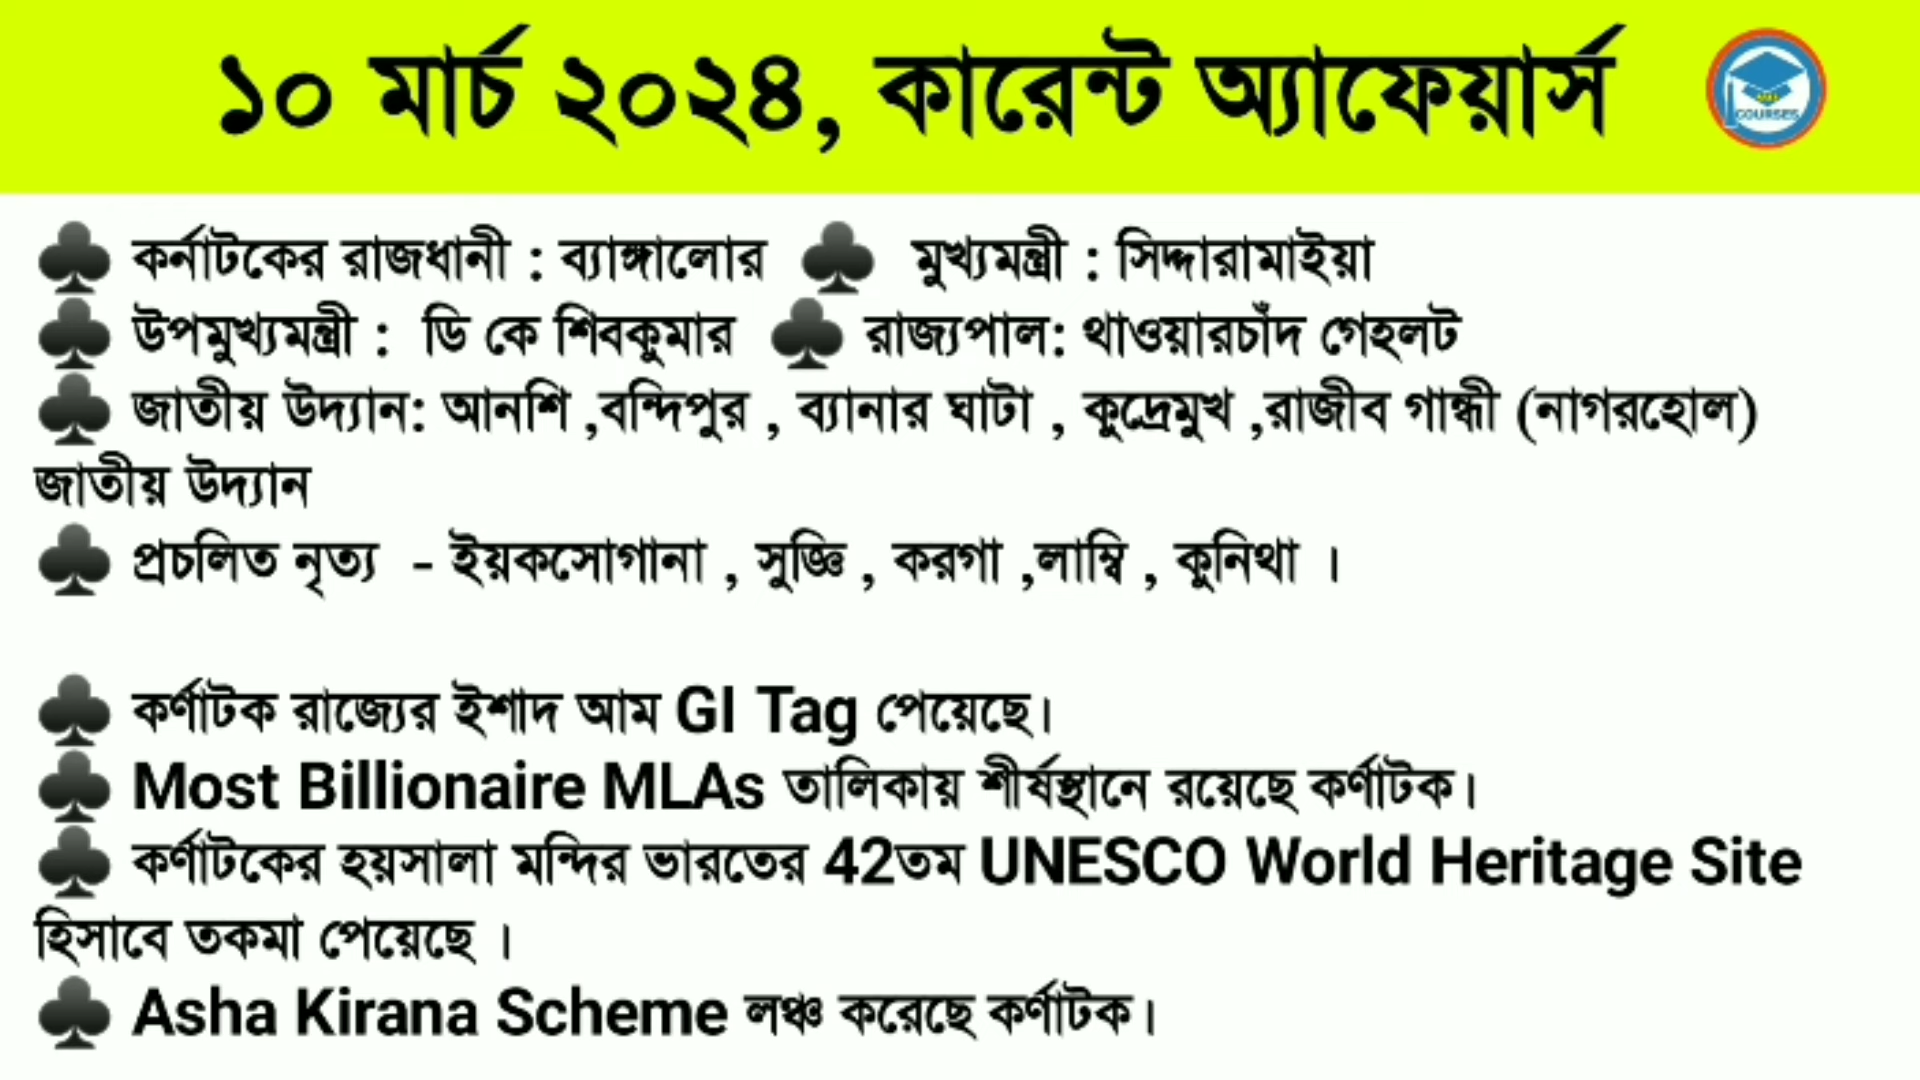 ১০ মার্চ ২০২৪, কারেন্ট অ্যাফেয়ার্স
COURSES
♣ কর্নাটকের রাজধানী : ব্যাঙ্গালোর ♣ মুখ্যমন্ত্রী : সিদ্দারামাইয়া
♣ উপমুখ্যমন্ত্রী : ডি কে শিবকুমার ♣ রাজ্যপাল: থাওয়ারচাঁদ গেহলট
♣ জাতীয় উদ্যান: আনশি ,বন্দিপুর , ব্যানার ঘাটা , কুদ্রেমুখ ,রাজীব গান্ধী (নাগরহোল)
জাতীয় উদ্যান
♣ প্রচলিত নৃত্য - ইয়কসোগানা , সুজ্ঞি , করগা ,লাম্বি , কুনিথা ।
♣ কর্ণাটক রাজ্যের ইশাদ আম GI Tag পেয়েছে।
♣ Most Billionaire MLAs তালিকায় শীর্ষস্থানে রয়েছে কর্ণাটক।
♣ কর্ণাটকের হয়সালা মন্দির ভারতের 42তম UNESCO World Heritage Site
হিসাবে তকমা পেয়েছে ।
♣ Asha Kirana Scheme লঞ্চ করেছে কর্ণাটক।